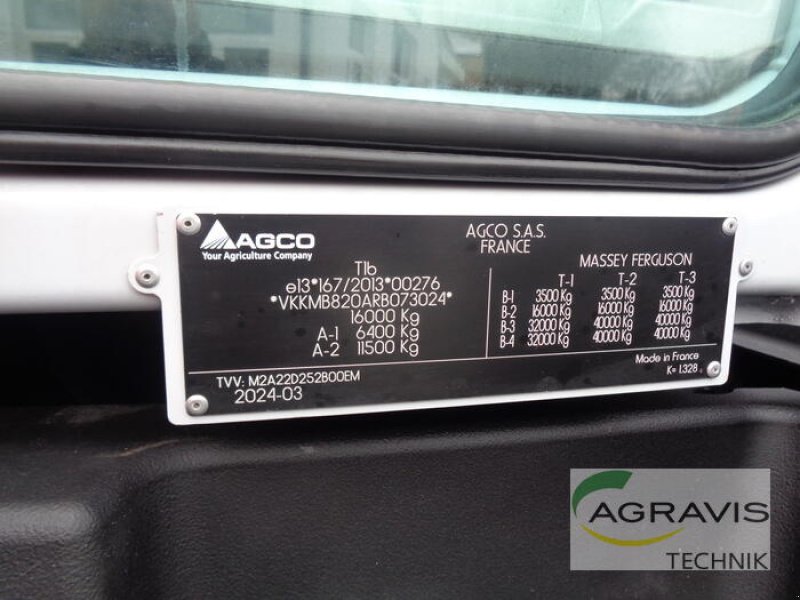 AGCO
Your Agriculture Company
AGCO S.A.S.
FRANCE
T1b
e13*167/2013*00276
*VKKMB820ARB073024*
16000 Kg
A-1 6400 Kg
A-2 11500 Kg
MASSEY FERGUSON
T-1 T-2 T-3
B-1 3500 Kg 3500 Kg 3500 Kg
B-2 16000 Kg 16000 Kg 16000 Kg
B-3 32000 Kg 40000 Kg 40000 Kg
B-4 32000 Kg 40000 Kg 40000 Kg
TVV: M2A22D252B00EM
2024-03
Made in France
K= 1.328
AGRAVIS
TECHNIK